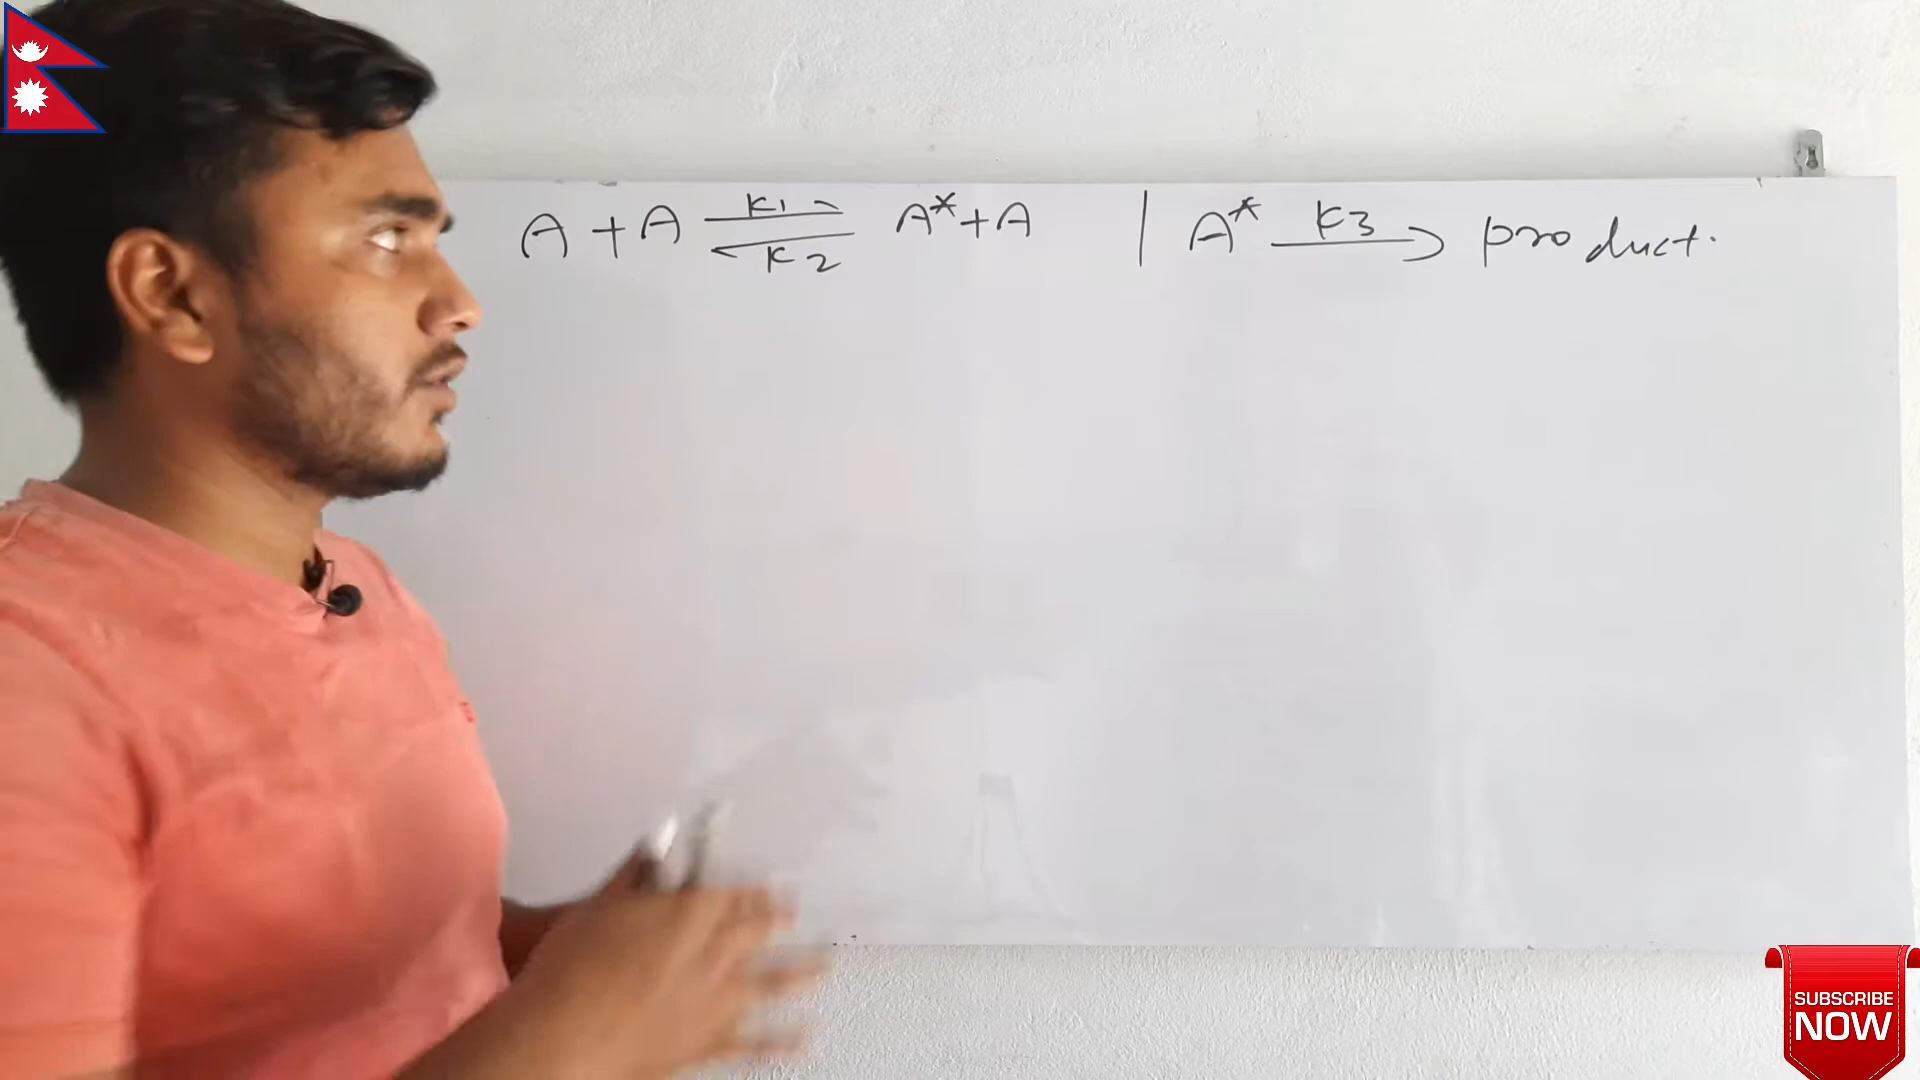 A + A ⇌ A* + A | A* → product.
K1 K3
K2
SUBSCRIBE
NOW